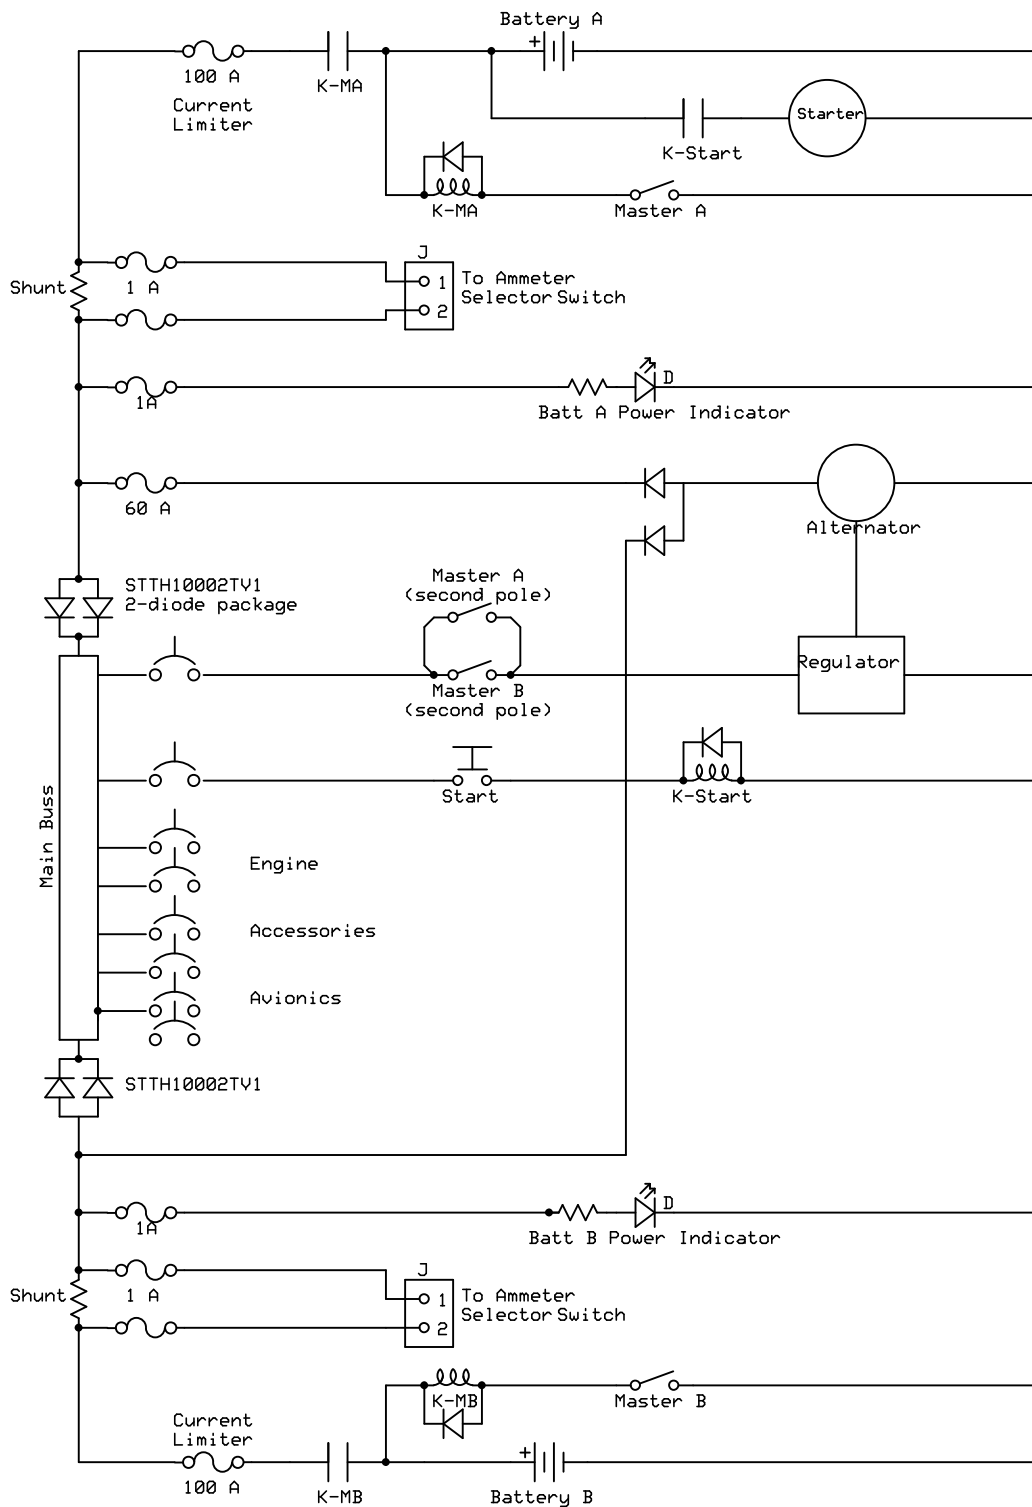 Battery A
+
100 A
K-MA
Current
Limiter
Starter
K-Start
K-MA
Master A
J
Shunt
1 A
1
2
To Ammeter
Selector Switch
D
1A
Batt A Power Indicator
60 A
Alternator
STTH10002TV1
2-diode package
Master A
(second pole)
Regulator
Master B
(second pole)
Start
K-Start
Main Buss
Engine
Accessories
Avionics
STTH10002TV1
D
1A
Batt B Power Indicator
J
Shunt
1 A
1
2
To Ammeter
Selector Switch
K-MB
Master B
Current
Limiter
+
100 A
K-MB
Battery B